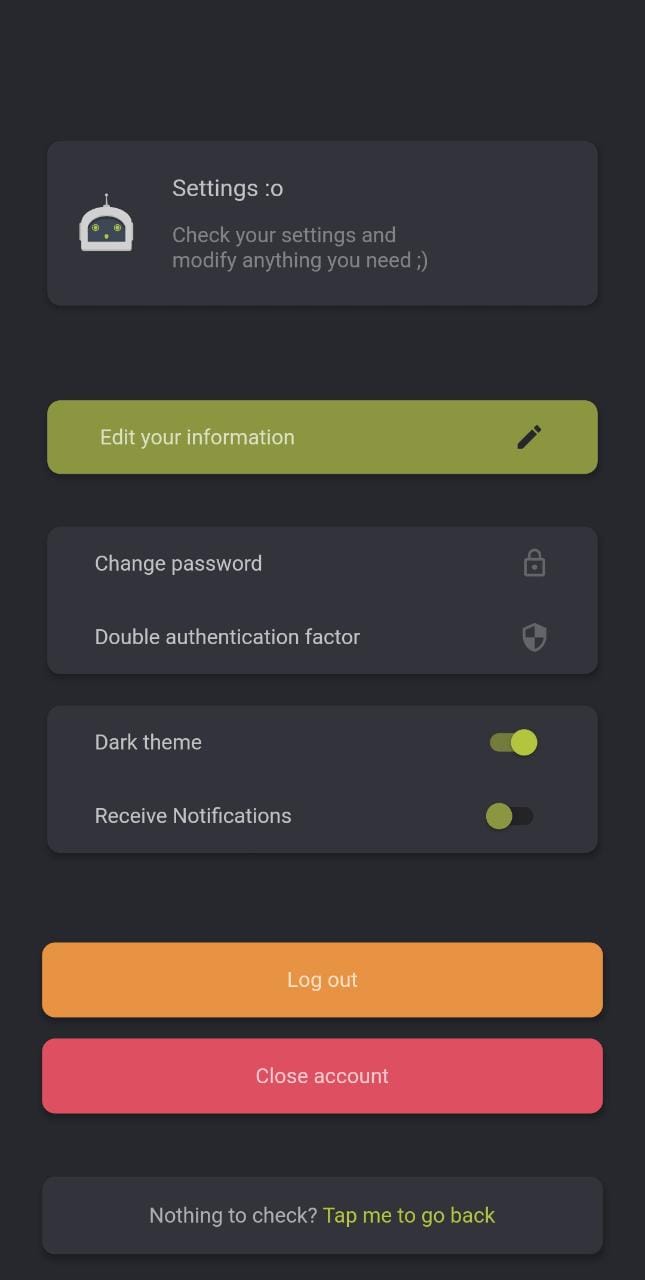 Settings :o
Check your settings and
modify anything you need ;)
Edit your information
Change password
Double authentication factor
Dark theme
Receive Notifications
Log out
Close account
Nothing to check? Tap me to go back